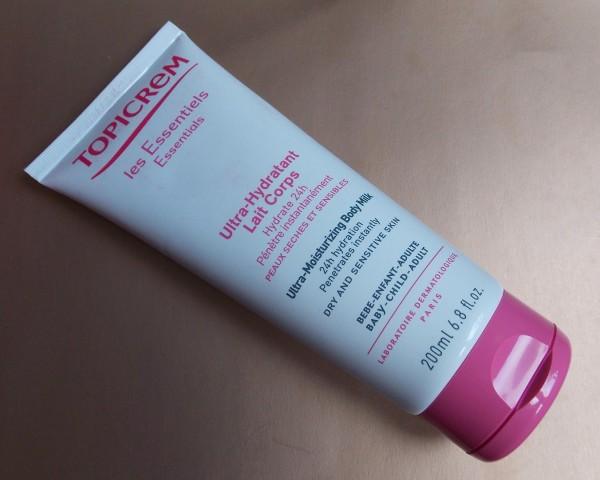 TOPICREM
les Essentiels
Essentials
Ultra-Hydratant
Lait Corps
Hydrate 24h
Pénètre instantanément
PEAUX SECHES ET SENSIBLES
Ultra-Moisturizing Body Milk
24h hydration
Penetrates instantly
DRY AND SENSITIVE SKIN
BEBE-ENFANT-ADULTE
BABY-CHILD-ADULT
LABORATOIRE DERMATOLOGIQUE
PARIS
200ml 6.8 fl.oz.